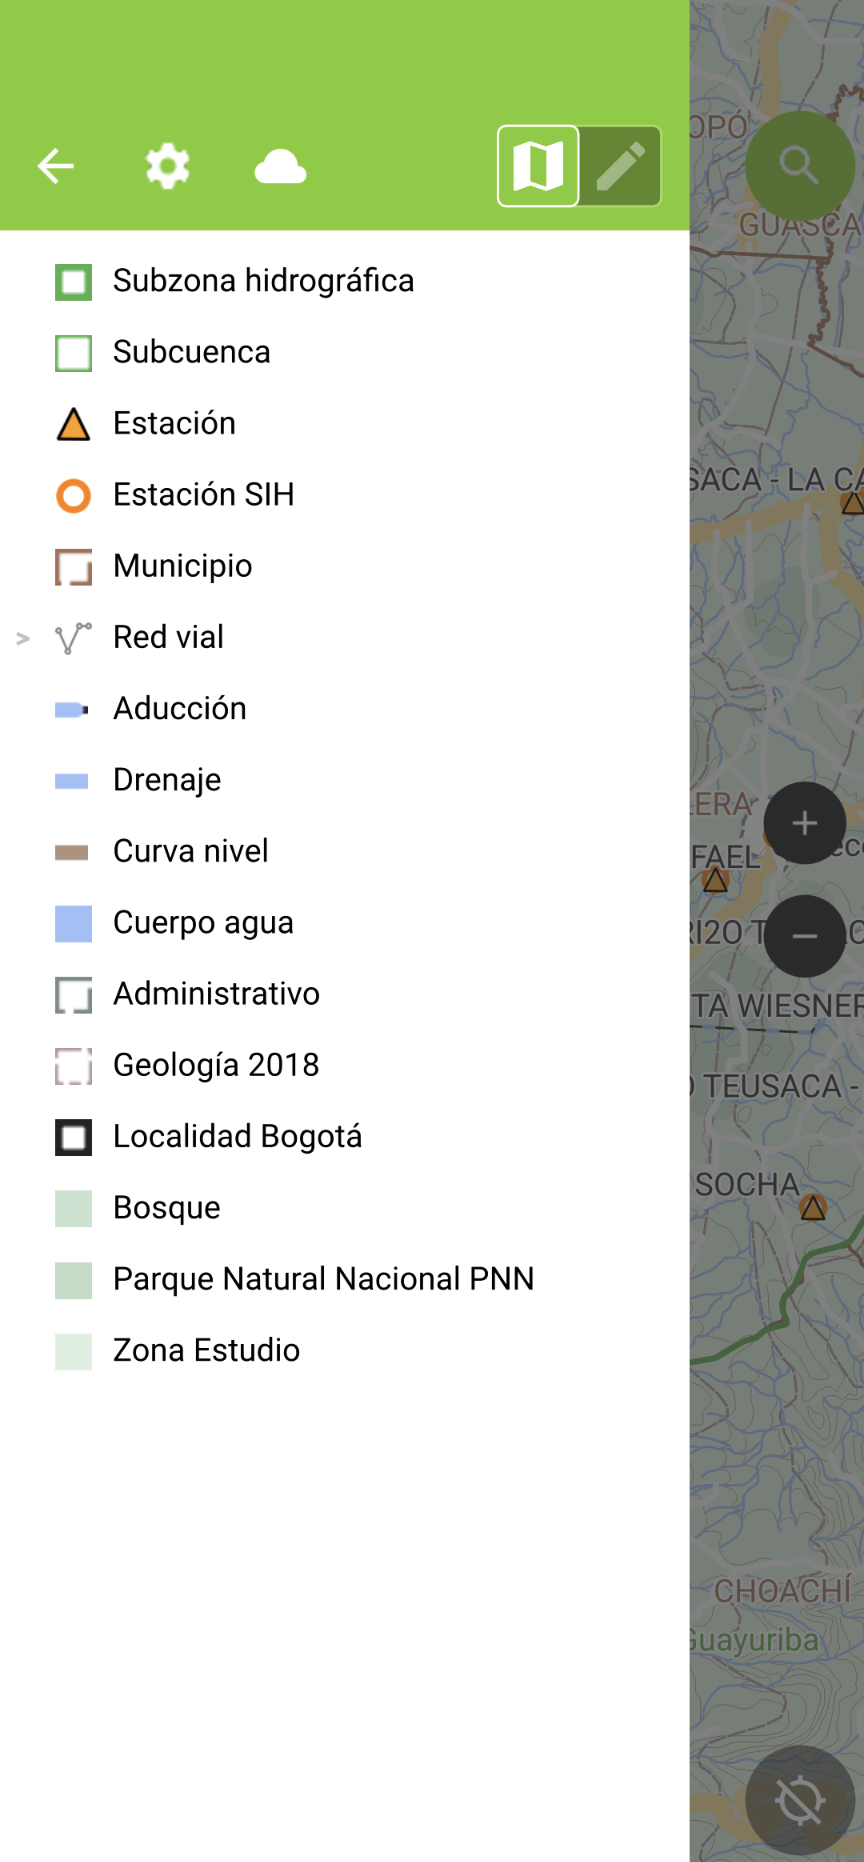 Subzona hidrográfica
Subcuenca
Estación
Estación SIH
Municipio
> Red vial
Aducción
Drenaje
Curva nivel
Cuerpo agua
Administrativo
Geología 2018
Localidad Bogotá
Bosque
Parque Natural Nacional PNN
Zona Estudio
OPÓ
GUASCA
SACA - LA CA
LERA
+
FAEL
−
TA WIESNER
TEUSACA -
SOCHA
CHOACHÍ
Guayuriba